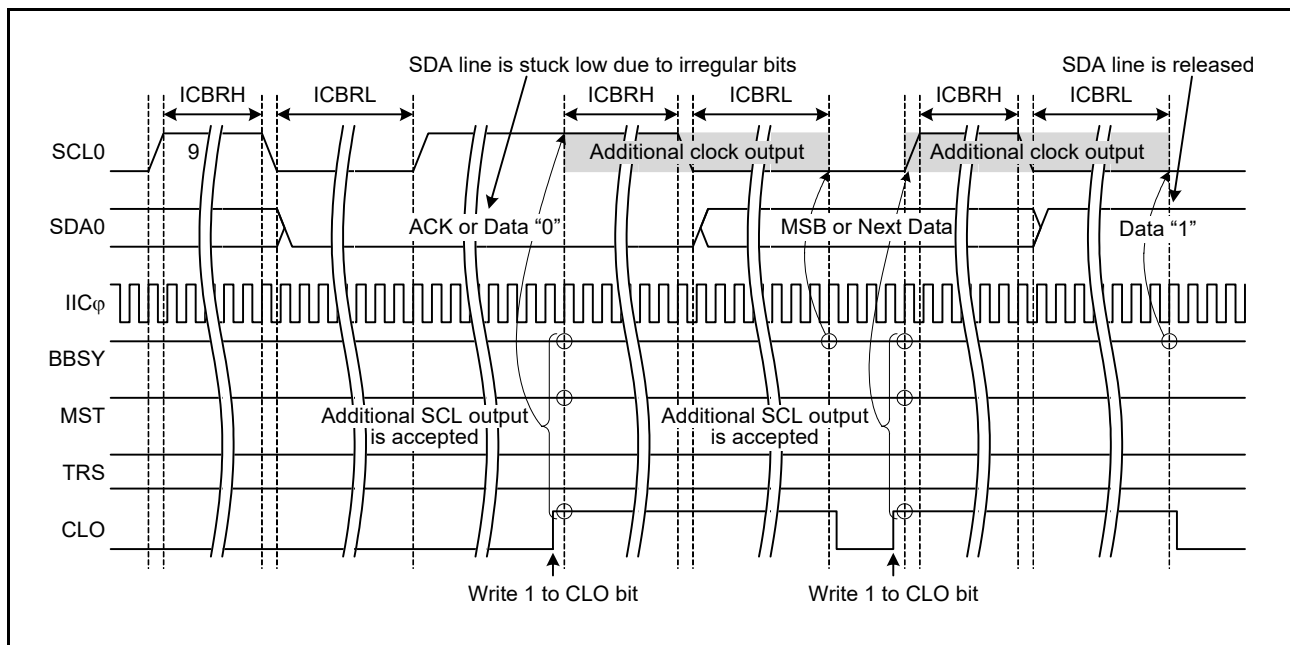 SDA line is stuck low due to irregular bits
SDA line is released
ICBRH
ICBRL
ICBRH
ICBRL
ICBRH
ICBRL
SCL0
9
Additional clock output
Additional clock output
SDA0
ACK or Data “0”
MSB or Next Data
Data “1”
IICφ
BBSY
MST
Additional SCL output
is accepted
Additional SCL output
is accepted
TRS
CLO
Write 1 to CLO bit
Write 1 to CLO bit